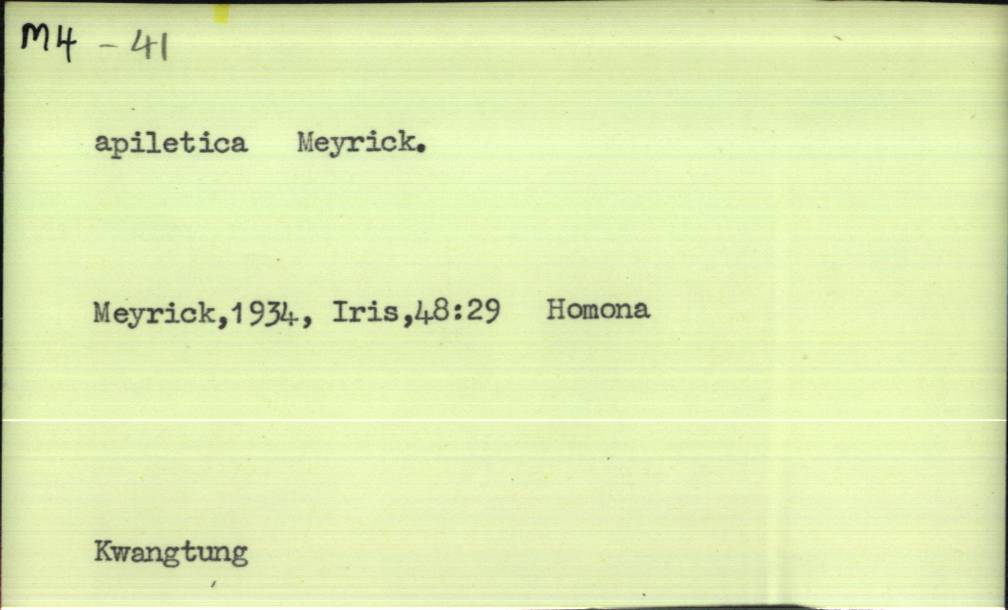 M4 - 41
apiletica Meyrick.
Meyrick,1934, Iris,48:29 Homona
Kwangtung